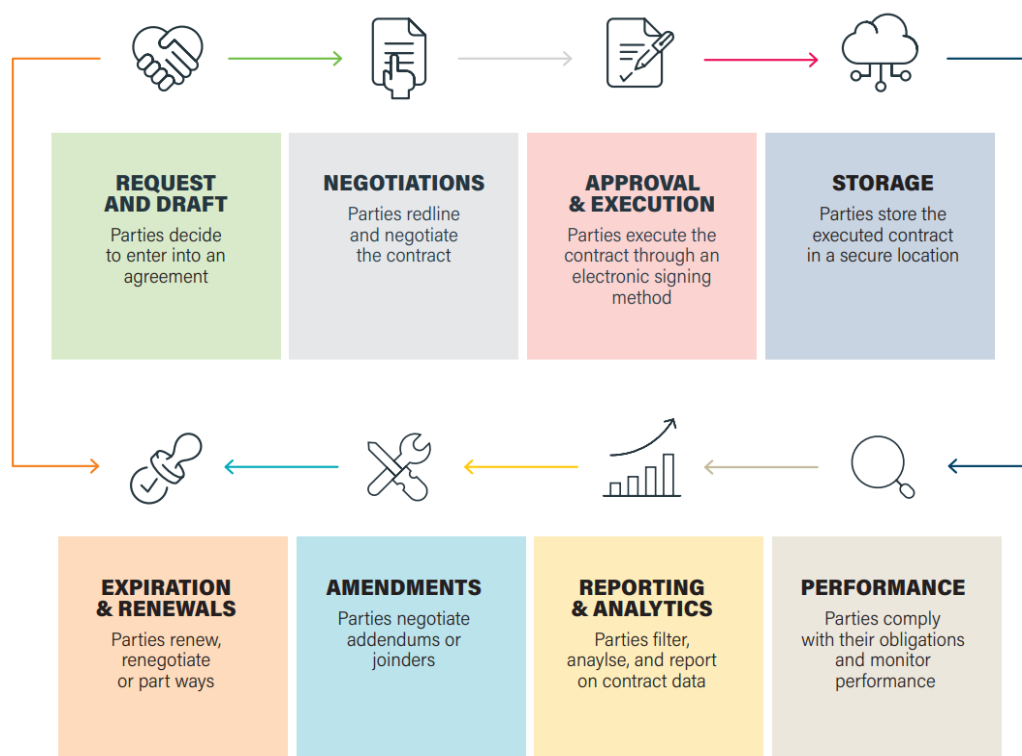 REQUEST
AND DRAFT
Parties decide
to enter into an
agreement
NEGOTIATIONS
Parties redline
and negotiate
the contract
APPROVAL
& EXECUTION
Parties execute the
contract through an
electronic signing
method
STORAGE
Parties store the
executed contract
in a secure location
EXPIRATION
& RENEWALS
Parties renew,
renegotiate
or part ways
AMENDMENTS
Parties negotiate
addendums or
joinders
REPORTING
& ANALYTICS
Parties filter,
anaylse, and report
on contract data
PERFORMANCE
Parties comply
with their obligations
and monitor
performance